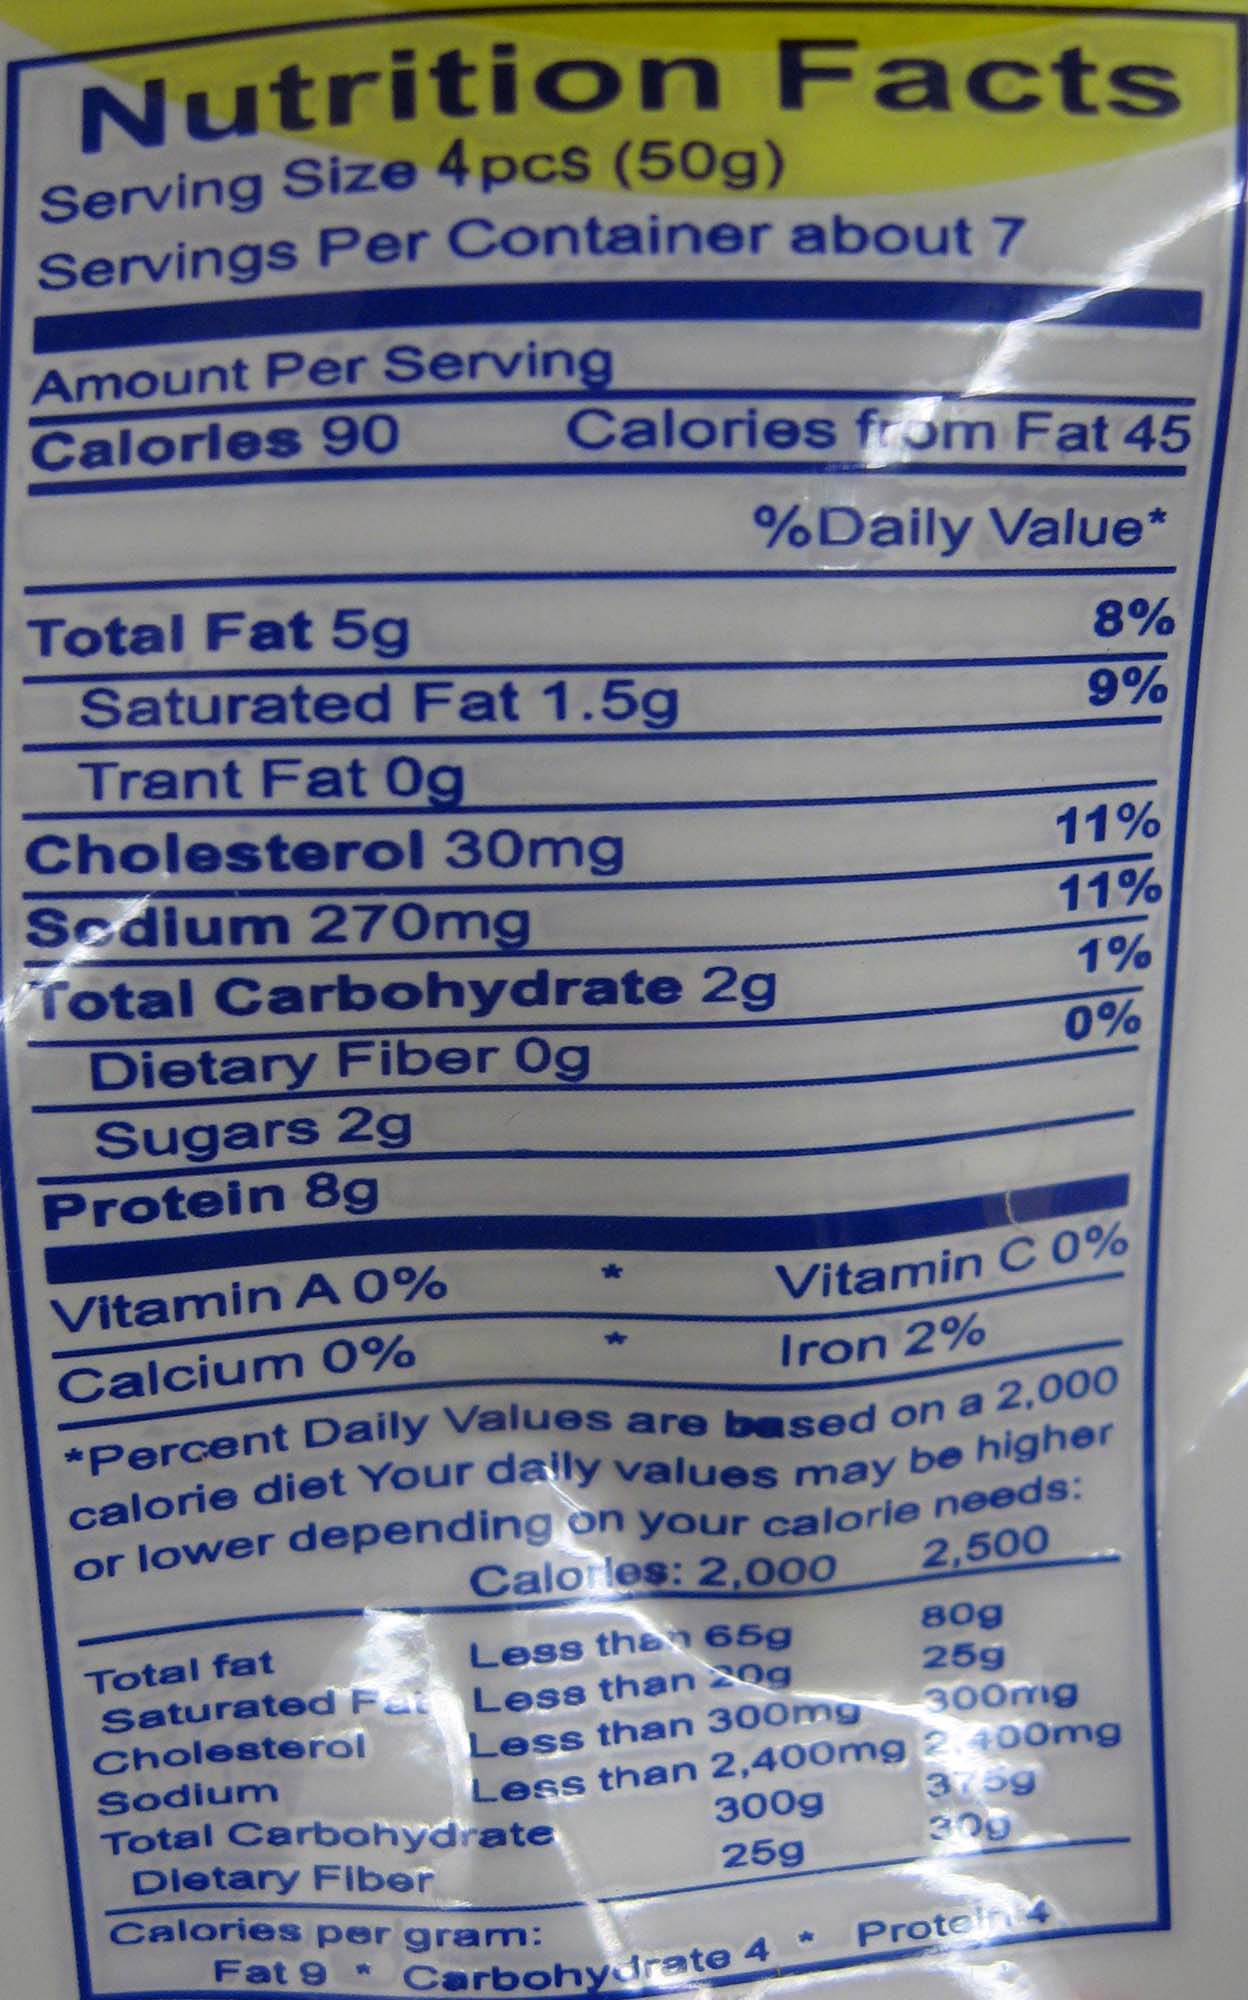 Nutrition Facts
Serving Size 4pcs (50g)
Servings Per Container about 7
Amount Per Serving
Calories 90 Calories from Fat 45
%Daily Value*
Total Fat 5g 8%
Saturated Fat 1.5g 9%
Trant Fat 0g
Cholesterol 30mg 11%
Sodium 270mg 11%
Total Carbohydrate 2g 1%
Dietary Fiber 0g 0%
Sugars 2g
Protein 8g
Vitamin A 0% * Vitamin C 0%
Calcium 0% * Iron 2%
*Percent Daily Values are based on a 2,000
calorie diet Your daily values may be higher
or lower depending on your calorie needs:
Calories: 2,000 2,500
Total fat Less than 65g 80g
Saturated Fat Less than 20g 25g
Cholesterol Less than 300mg 300mg
Sodium Less than 2,400mg 2,400mg
Total Carbohydrate 300g 375g
Dietary Fiber 25g 30g
Calories per gram:
Fat 9 * Carbohydrate 4 * Protein 4